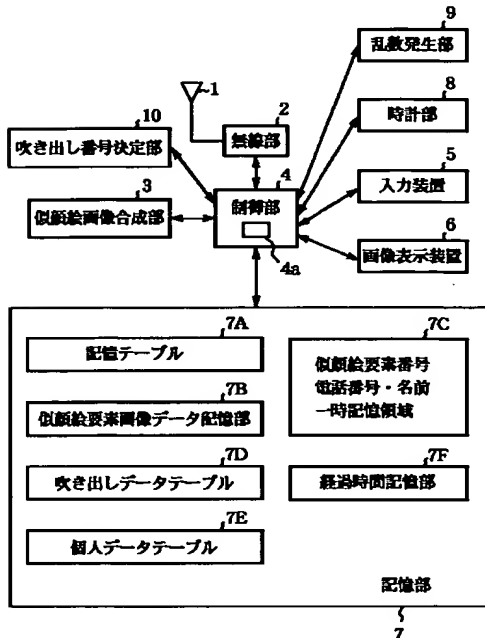 9
乱数発生部
~1
8
10
2
時計部
吹き出し番号決定部
無線部
5
3
4
入力装置
似顔絵画像合成部
制御部
6
4a
画像表示装置
7A
7C
記憶テーブル
似顔絵要素番号
電話番号・名前
一時記憶領域
7B
似顔絵要素画像データ記憶部
7D
7F
吹き出しデータテーブル
経過時間記憶部
7E
個人データテーブル
記憶部
7